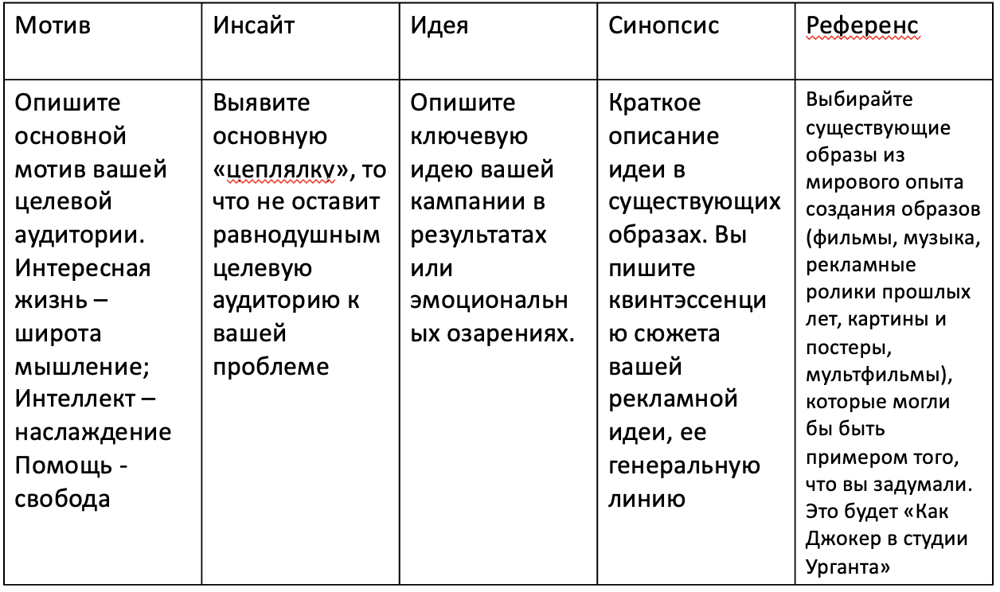 Мотив
Инсайт
Идея
Синопсис
Референс
Опишите
основной
мотив вашей
целевой
аудитории.
Интересная
жизнь –
широта
мышление;
Интеллект –
наслаждение
Помощь -
свобода
Выявите
основную
«цеплялку», то
что не оставит
равнодушным
целевую
аудиторию к
вашей
проблеме
Опишите
ключевую
идею вашей
кампании в
результатах
или
эмоциональн
ых озарениях.
Краткое
описание
идеи в
существующих
образах. Вы
пишите
квинтэссенци
ю сюжета
вашей
рекламной
идеи, ее
генеральную
линию
Выбирайте
существующие
образы из
мирового опыта
создания образов
(фильмы, музыка,
рекламные
ролики прошлых
лет, картины и
постеры,
мультфильмы),
которые могли
бы быть
примером того,
что вы задумали.
Это будет «Как
Джокер в студии
Урганта»